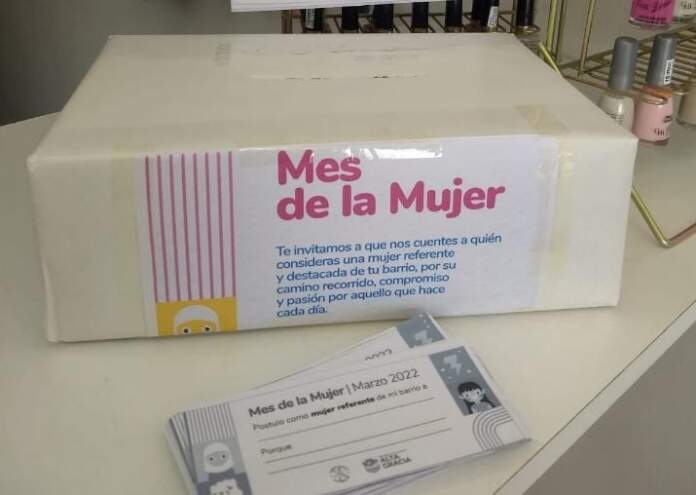 Mes
de la Mujer
Te invitamos a que nos cuentes a quién
consideras una mujer referente
y destacada de tu barrio, por su
camino recorrido, compromiso
y pasión por aquello que hace
cada día.
2022
Mes de la Mujer | Marzo 2022
Postulo como mujer referente de mi barrio a
Porque
ALTA
GRACIA